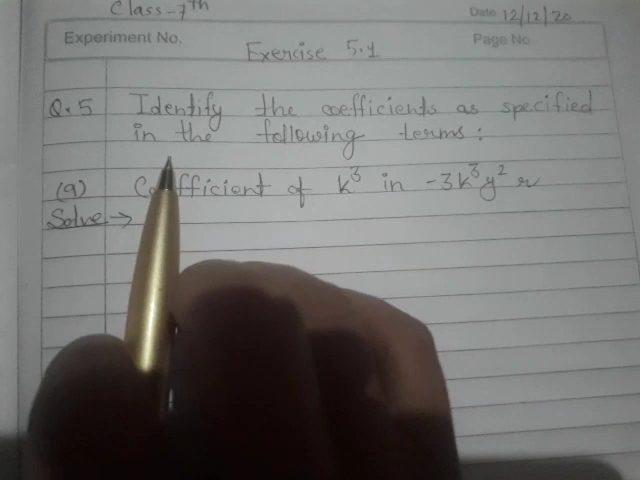 Class-7th
Date 12/12/20
Experiment No.
Page No.
Exercise 5.1
Q.5 Identify the coefficients as specified
in the following terms:
(a) Coefficient of k³ in -3k³y²x
Solve →